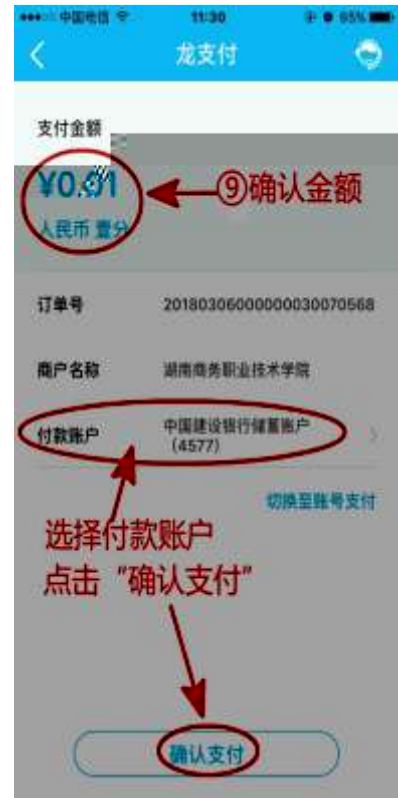 中国电信 11:30 65%
龙支付
支付金额
¥0.01
⑨确认金额
人民币 壹分
订单号 20180306000000030070568
商户名称 湖南商务职业技术学院
付款账户 中国建设银行储蓄账户
(4577)
切换至账号支付
选择付款账户
点击“确认支付”
确认支付